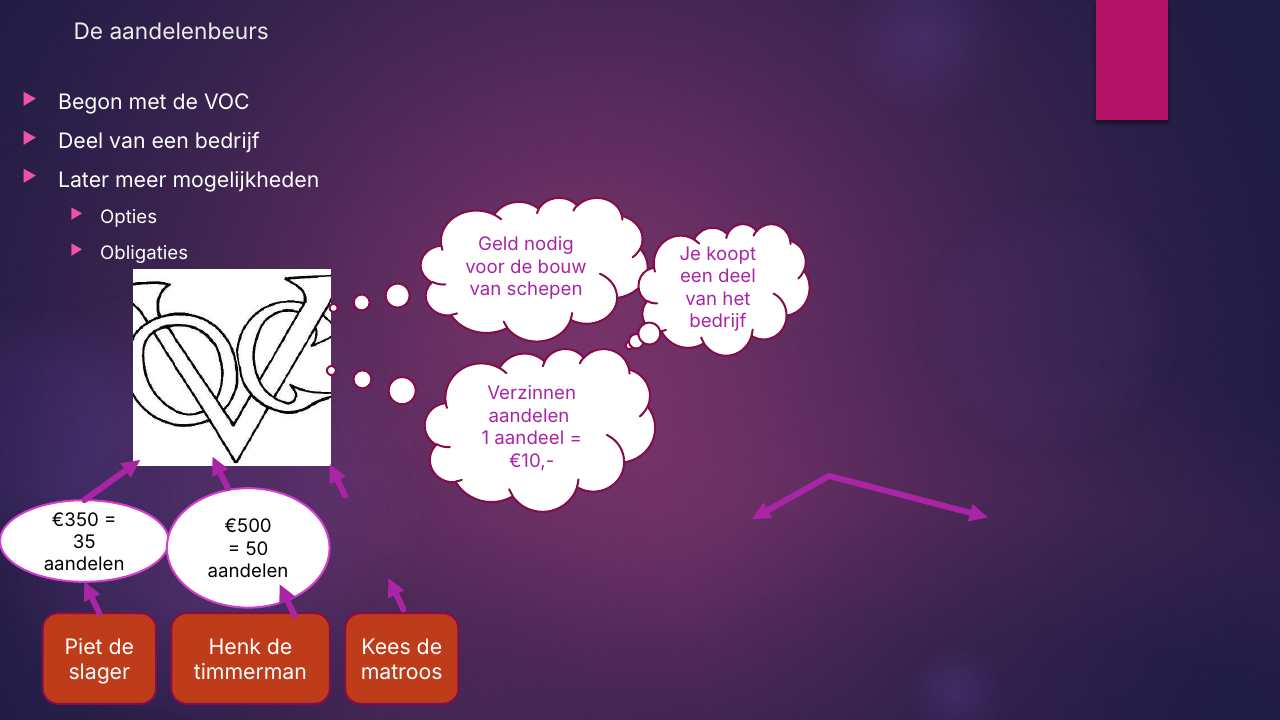 De aandelenbeurs
Begon met de VOC
Deel van een bedrijf
Later meer mogelijkheden
Opties
Obligaties
VOC
Geld nodig
voor de bouw
van schepen
Je koopt
een deel
van het
bedrijf
Verzinnen
aandelen
1 aandeel =
€10,-
€350 =
35
aandelen
€500
= 50
aandelen
Piet de
slager
Henk de
timmerman
Kees de
matroos